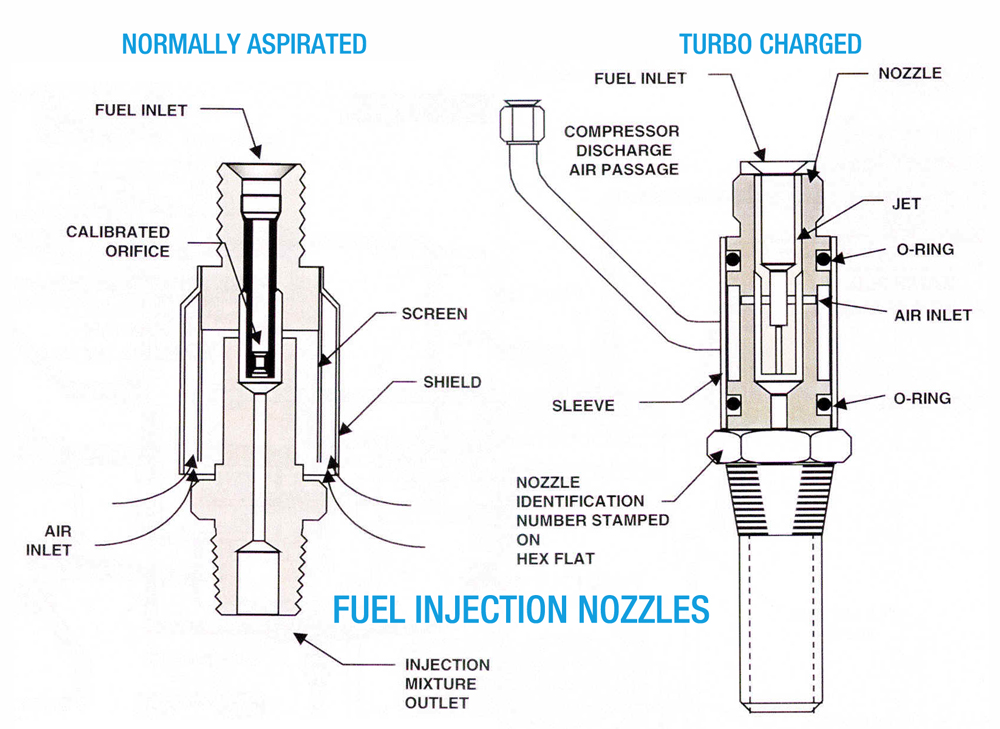 NORMALLY ASPIRATED
FUEL INLET
CALIBRATED
ORIFICE
SCREEN
SHIELD
AIR
INLET
INJECTION
MIXTURE
OUTLET
TURBO CHARGED
FUEL INLET
NOZZLE
COMPRESSOR
DISCHARGE
AIR PASSAGE
JET
O-RING
AIR INLET
SLEEVE
O-RING
NOZZLE
IDENTIFICATION
NUMBER STAMPED
ON
HEX FLAT
FUEL INJECTION NOZZLES